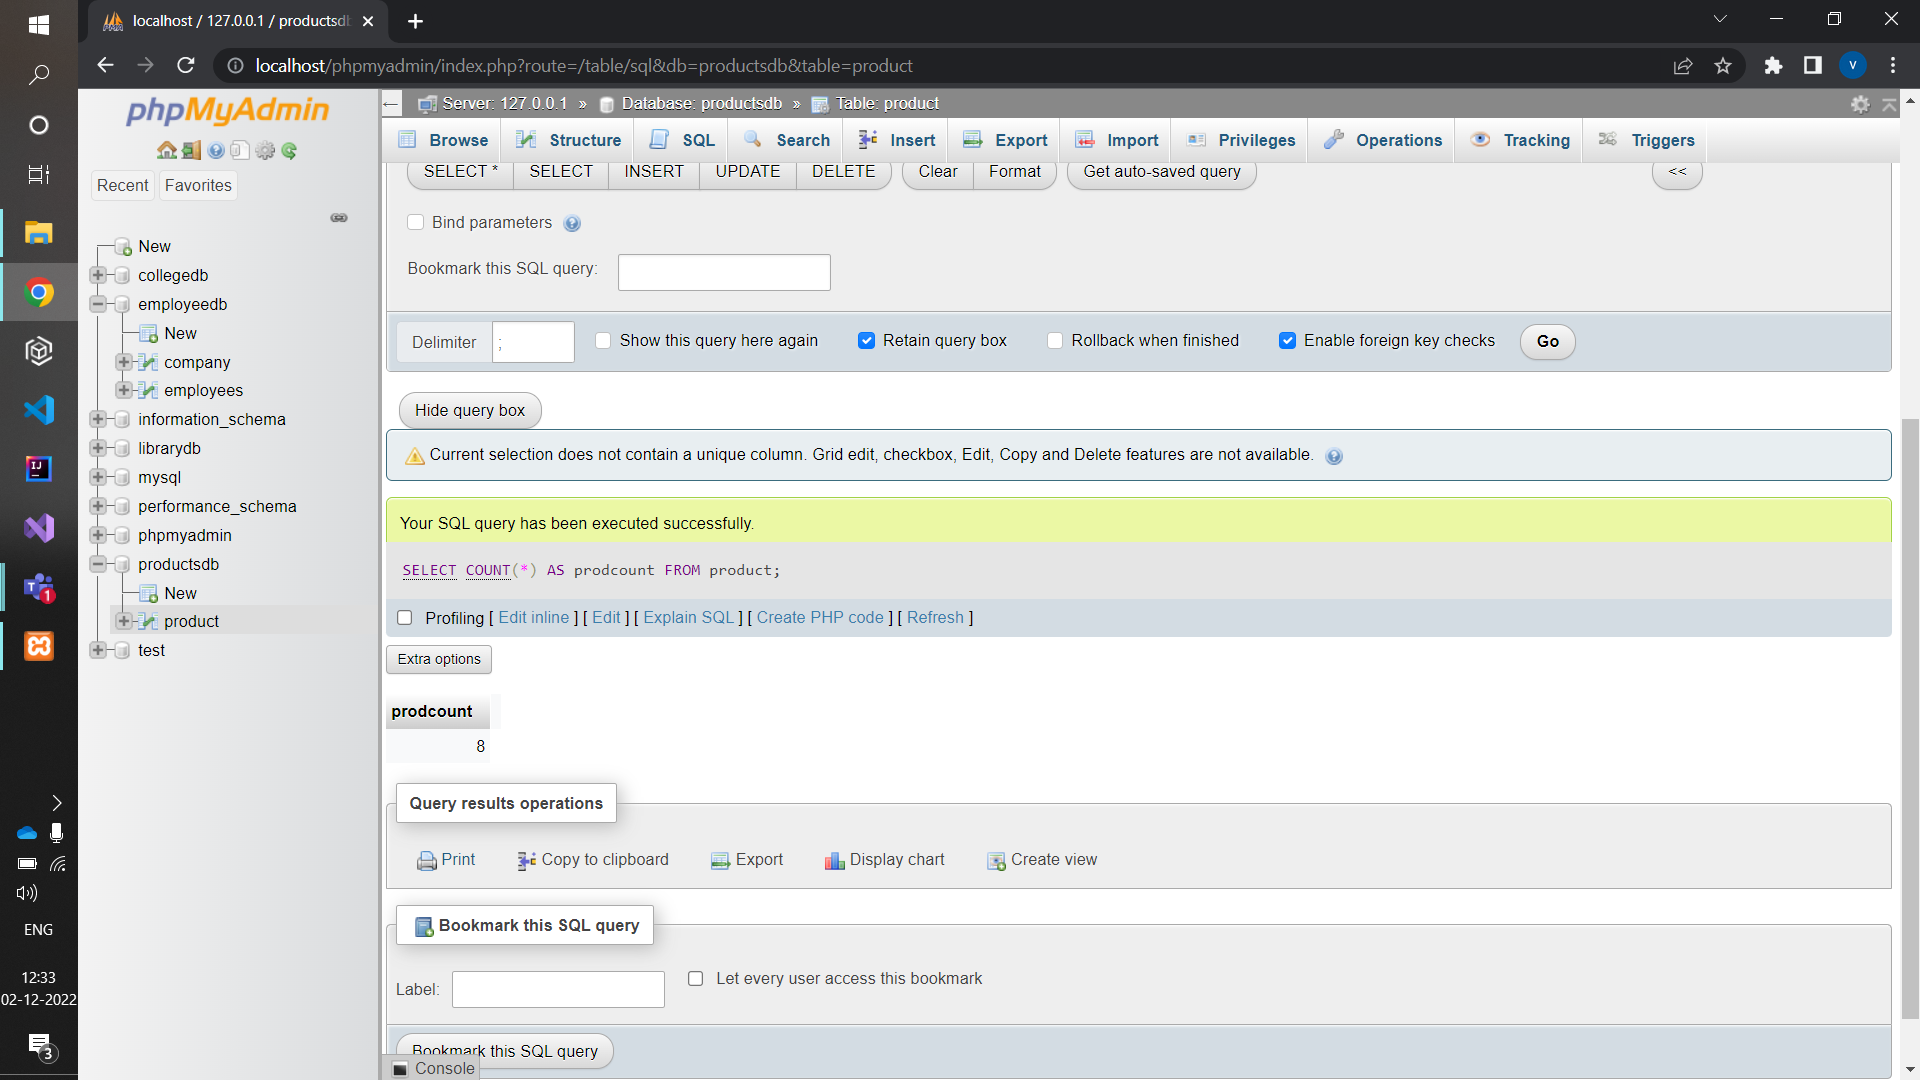 localhost / 127.0.0.1 / productsdb
localhost/phpmyadmin/index.php?route=/table/sql&db=productsdb&table=product
V
phpMyAdmin
Recent
Favorites
New
collegedb
employeedb
New
company
employees
information_schema
librarydb
mysql
performance_schema
phpmyadmin
productsdb
New
product
test
Server: 127.0.0.1 » Database: productsdb » Table: product
Browse
Structure
SQL
Search
Insert
Export
Import
Privileges
Operations
Tracking
Triggers
SELECT *
SELECT
INSERT
UPDATE
DELETE
Clear
Format
Get auto-saved query
<<
Bind parameters
Bookmark this SQL query:
Delimiter
;
Show this query here again
Retain query box
Rollback when finished
Enable foreign key checks
Go
Hide query box
Current selection does not contain a unique column. Grid edit, checkbox, Edit, Copy and Delete features are not available.
Your SQL query has been executed successfully.
SELECT COUNT(*) AS prodcount FROM product;
Profiling [ Edit inline ] [ Edit ] [ Explain SQL ] [ Create PHP code ] [ Refresh ]
Extra options
prodcount
8
Query results operations
Print
Copy to clipboard
Export
Display chart
Create view
Bookmark this SQL query
Label:
Let every user access this bookmark
Bookmark this SQL query
Console
IJ
1
ENG
12:33
02-12-2022
3